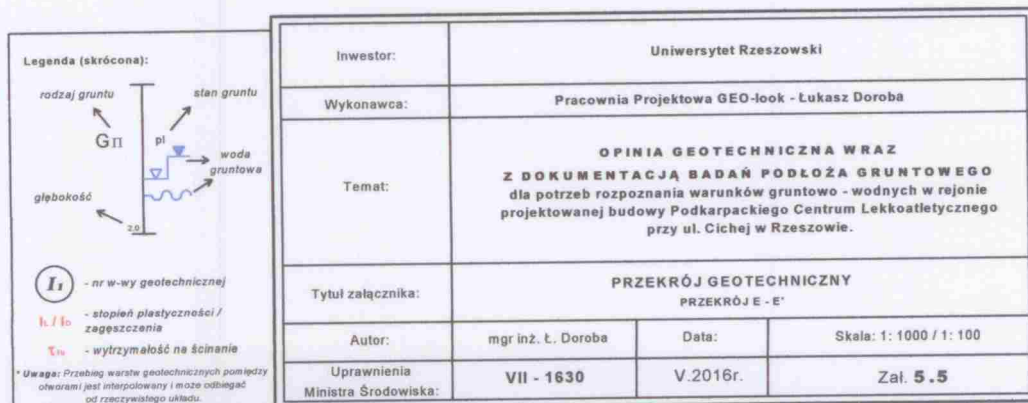 Legenda (skrócona):
rodzaj gruntu
stan gruntu
Gπ
pl
woda
gruntowa
głębokość
2,0
I₁ - nr w-wy geotechnicznej
I_L / I_D - stopień plastyczności /
zagęszczenia
- wytrzymałość na ścinanie
* Uwaga: Przebieg warstw geotechnicznych pomiędzy
otworami jest interpolowany i może odbiegać
od rzeczywistego układu.
Inwestor: Uniwersytet Rzeszowski
Wykonawca: Pracownia Projektowa GEO-look - Łukasz Doroba
Temat:
OPINIA GEOTECHNICZNA WRAZ
Z DOKUMENTACJĄ BADAŃ PODŁOŻA GRUNTOWEGO
dla potrzeb rozpoznania warunków gruntowo - wodnych w rejonie
projektowanej budowy Podkarpackiego Centrum Lekkoatletycznego
przy ul. Cichej w Rzeszowie.
Tytuł załącznika:
PRZEKRÓJ GEOTECHNICZNY
PRZEKRÓJ E - E'
Autor: mgr inż. Ł. Doroba Data: Skala: 1: 1000 / 1: 100
Uprawnienia
Ministra Środowiska: VII - 1630 V.2016r. Zał. 5.5